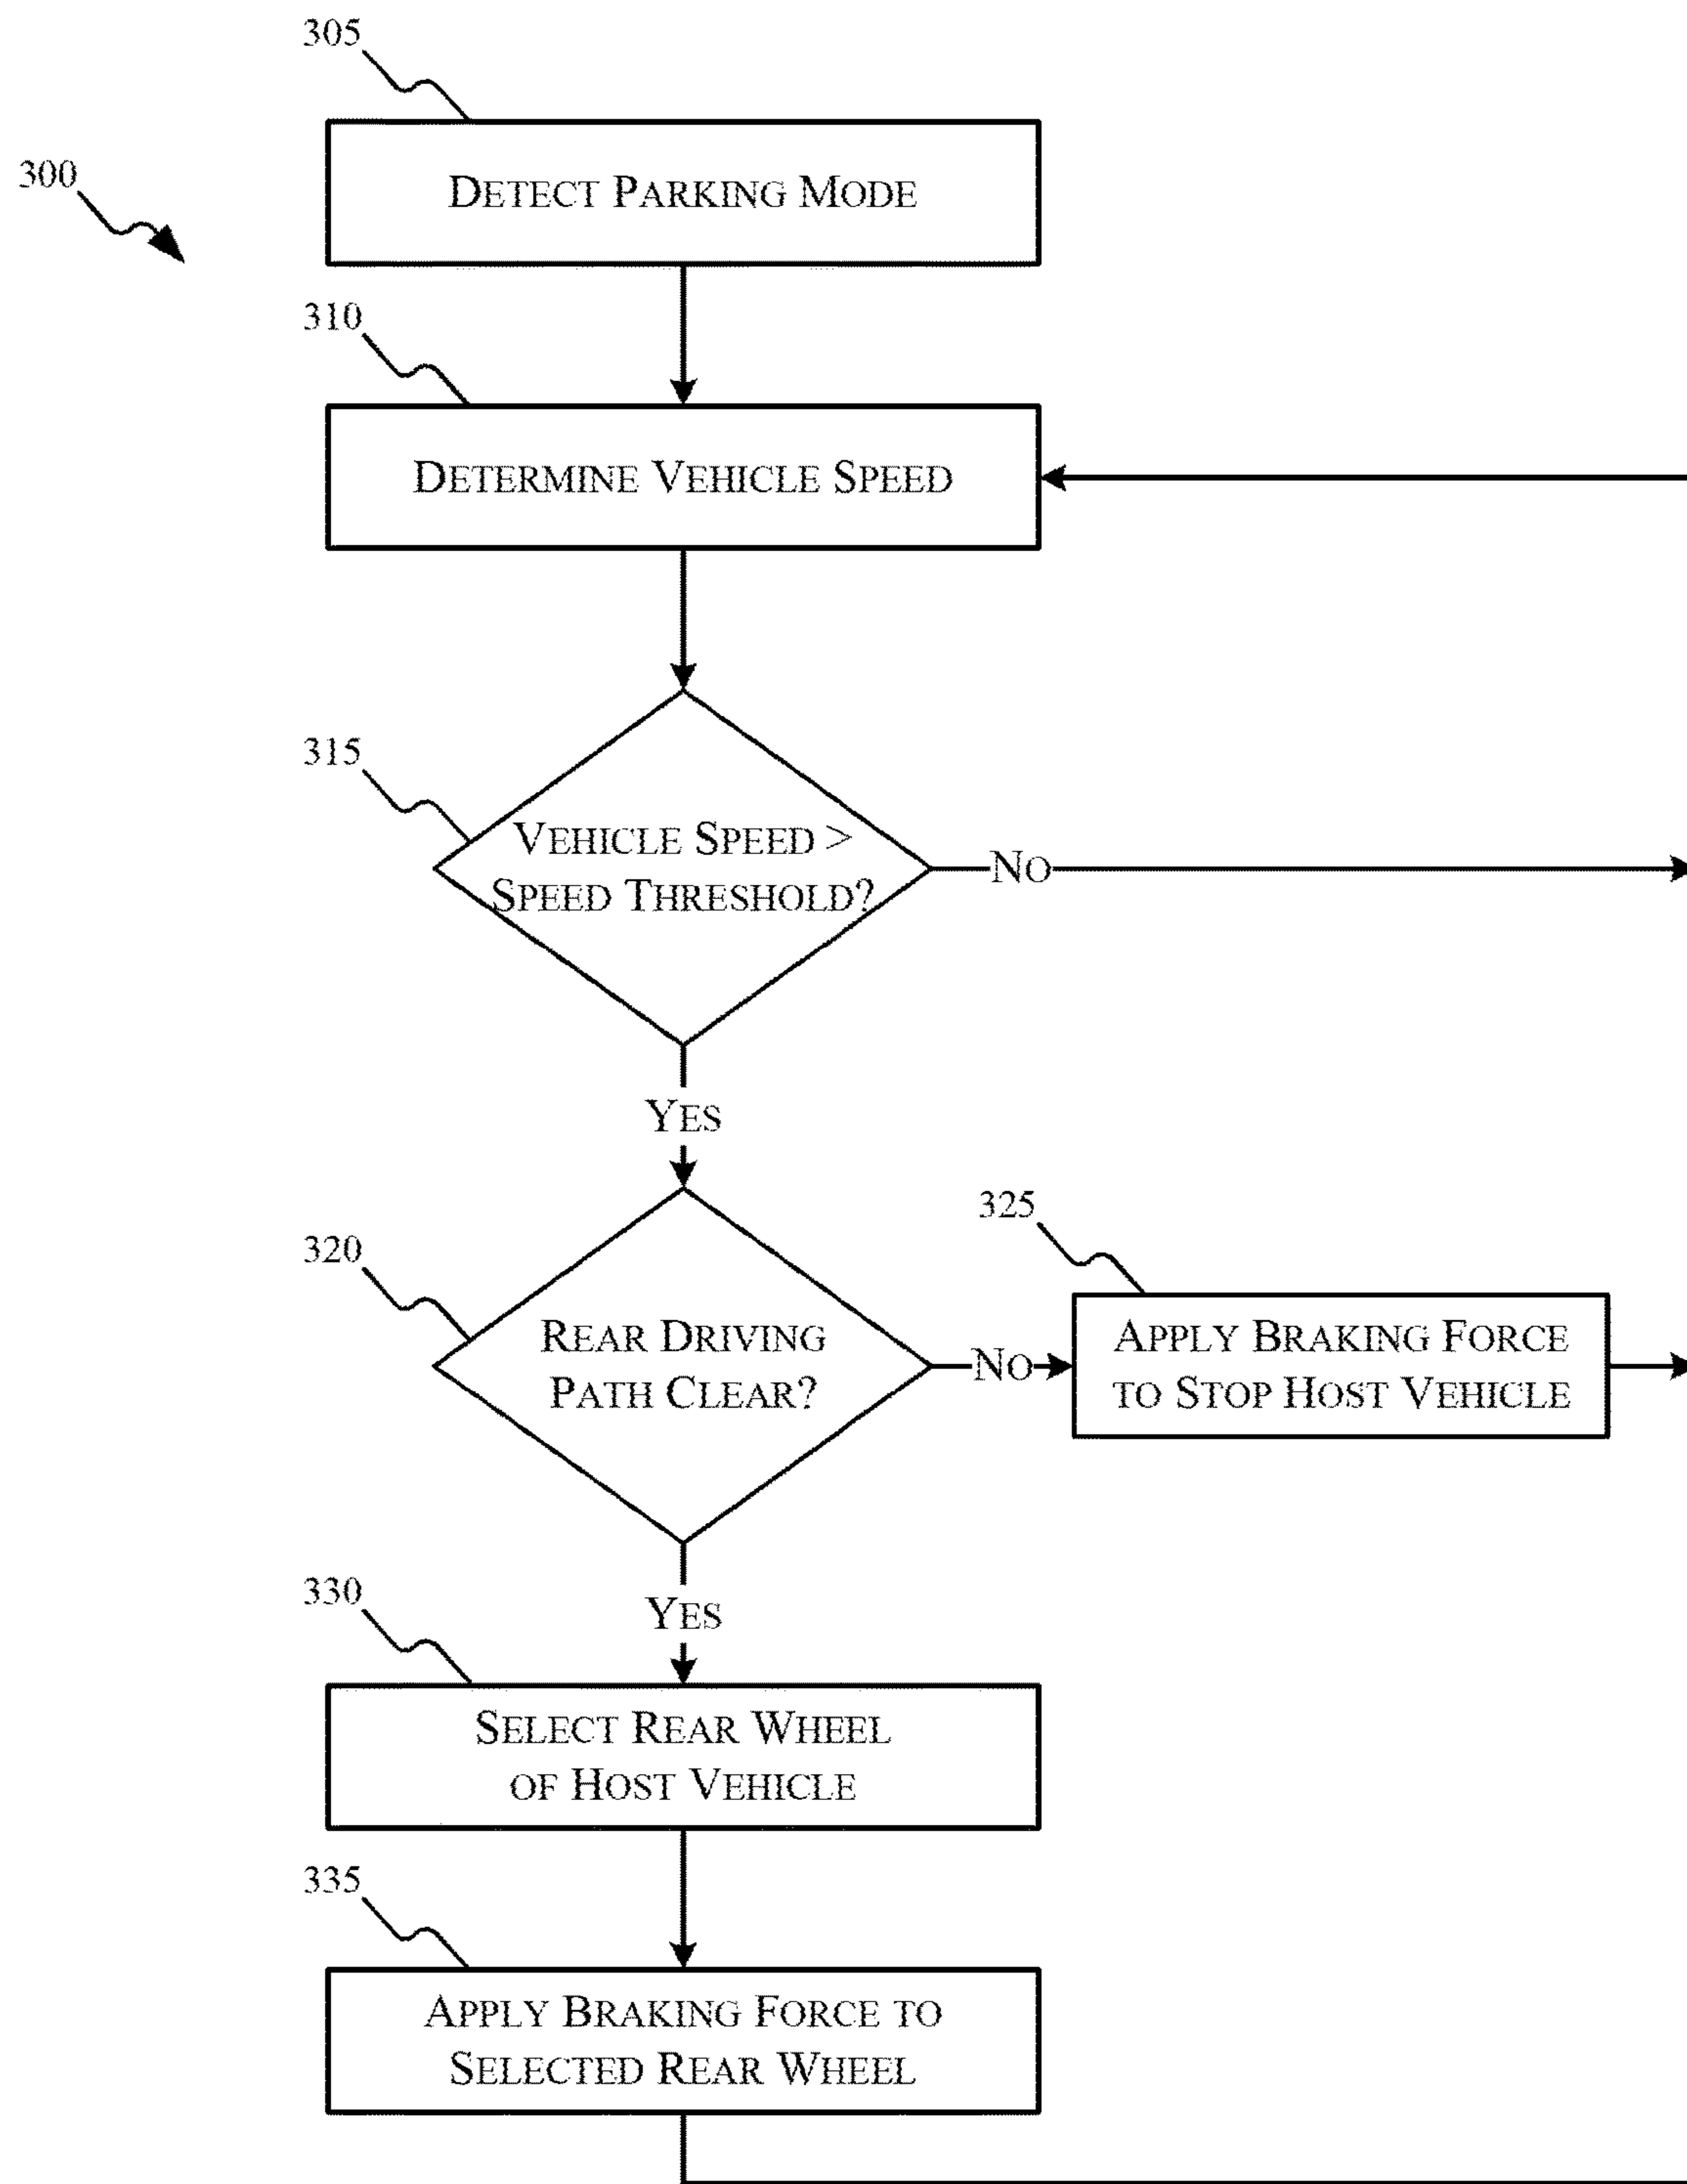 305
300
DETECT PARKING MODE
310
DETERMINE VEHICLE SPEED
315
VEHICLE SPEED >
SPEED THRESHOLD?
NO
YES
320
REAR DRIVING
PATH CLEAR?
NO
325
APPLY BRAKING FORCE
TO STOP HOST VEHICLE
YES
330
SELECT REAR WHEEL
OF HOST VEHICLE
335
APPLY BRAKING FORCE TO
SELECTED REAR WHEEL